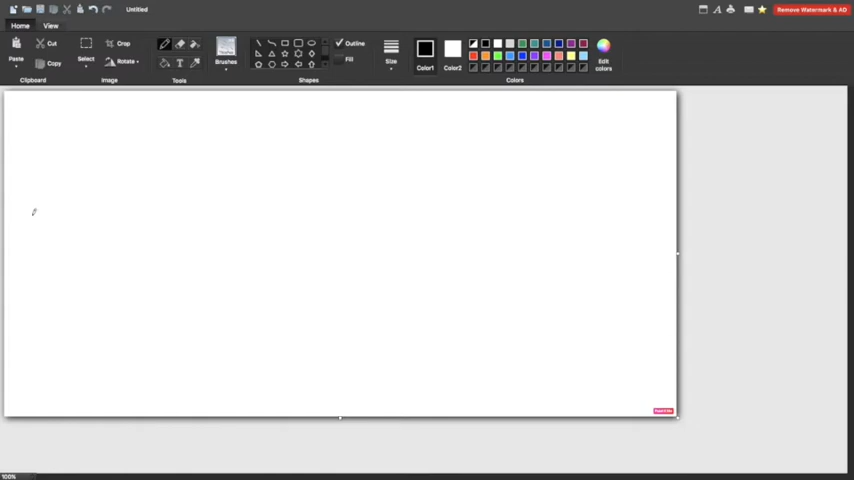 Untitled
Remove Watermark & AD
Home View
Paste Cut Copy
Clipboard
Select Crop Rotate
Image
Tools
Brushes
Outline
Fill
Shapes
Size
Color1 Color2
Edit colors
Colors
100%